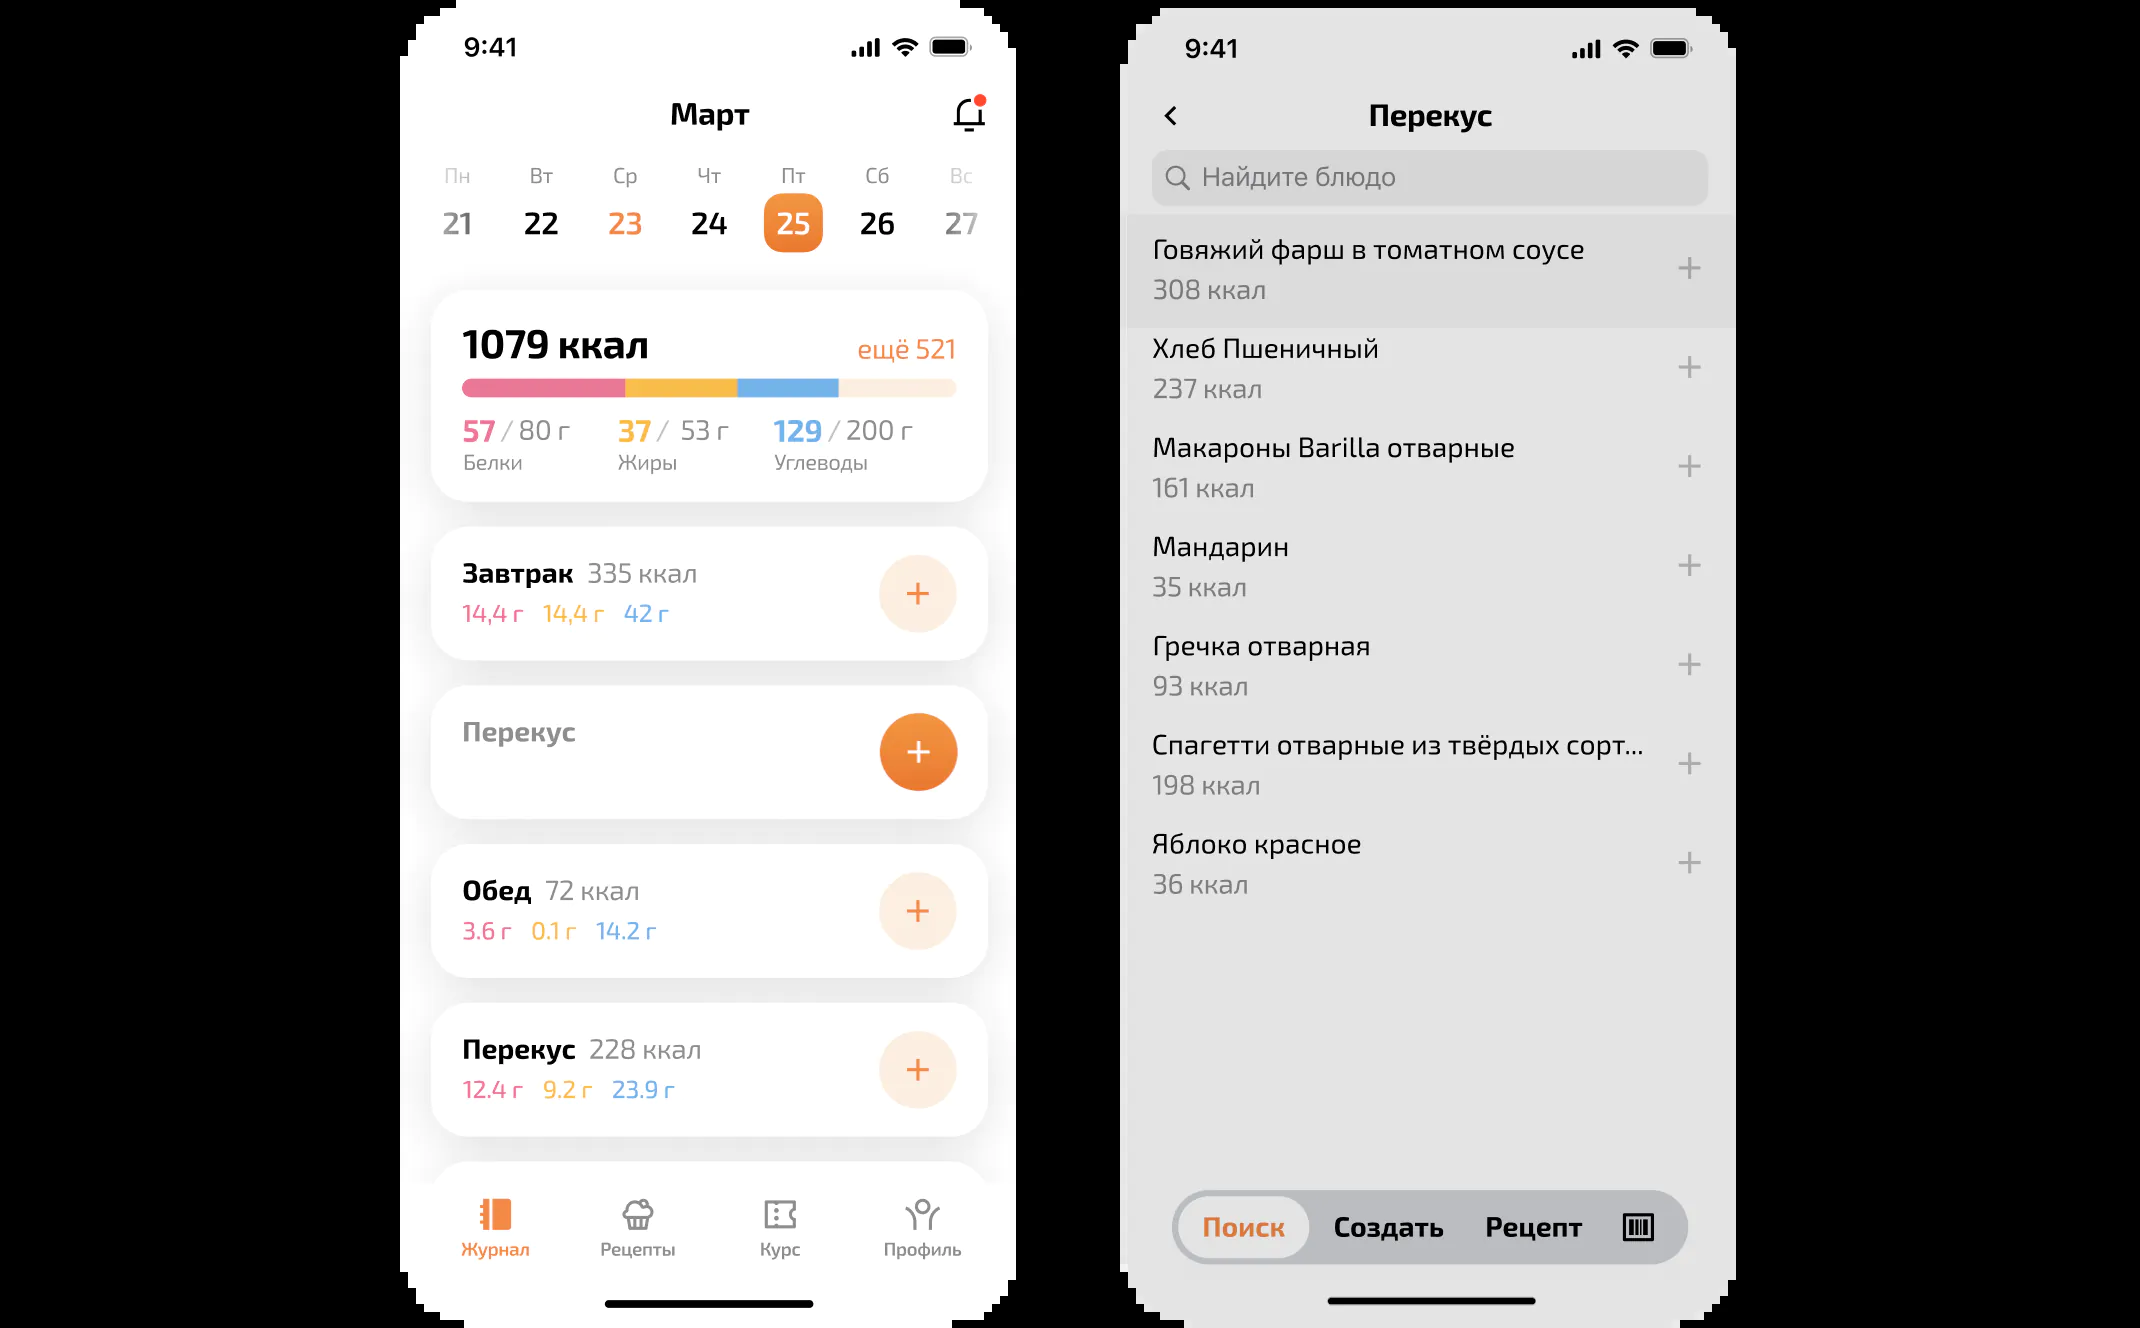 9:41
Март
Пн Вт Ср Чт Пт Сб Вс
21 22 23 24 25 26 27
1079 ккал ещё 521
57 / 80 г 37 / 53 г 129 / 200 г
Белки Жиры Углеводы
Завтрак 335 ккал
14,4 г 14,4 г 42 г
Перекус
Обед 72 ккал
3.6 г 0.1 г 14.2 г
Перекус 228 ккал
12.4 г 9.2 г 23.9 г
Журнал Рецепты Курс Профиль
9:41
Перекус
Найдите блюдо
Говяжий фарш в томатном соусе
308 ккал
Хлеб Пшеничный
237 ккал
Макароны Barilla отварные
161 ккал
Мандарин
35 ккал
Гречка отварная
93 ккал
Спагетти отварные из твёрдых сорт...
198 ккал
Яблоко красное
36 ккал
Поиск Создать Рецепт